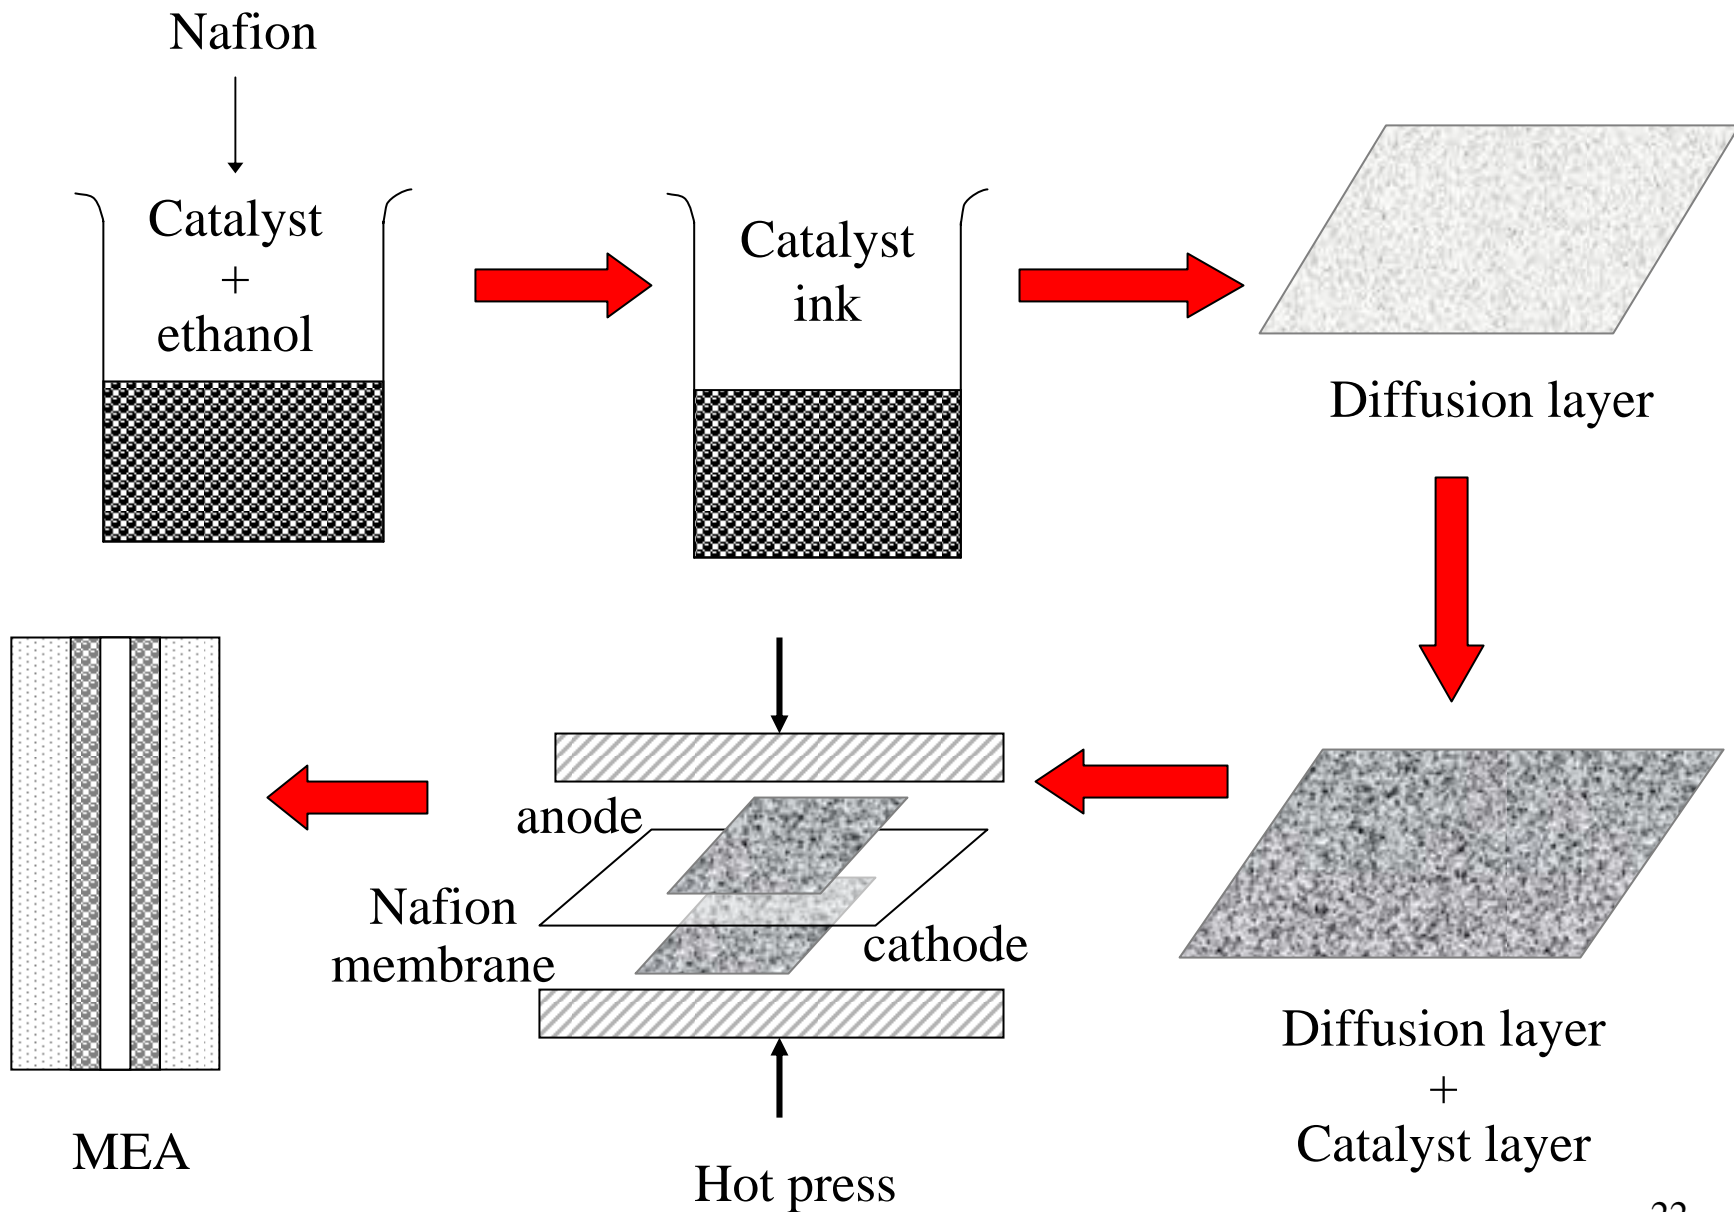 Nafion
Catalyst
+
ethanol
Catalyst
ink
Diffusion layer
anode
Nafion
membrane
cathode
Hot press
MEA
Diffusion layer
+
Catalyst layer